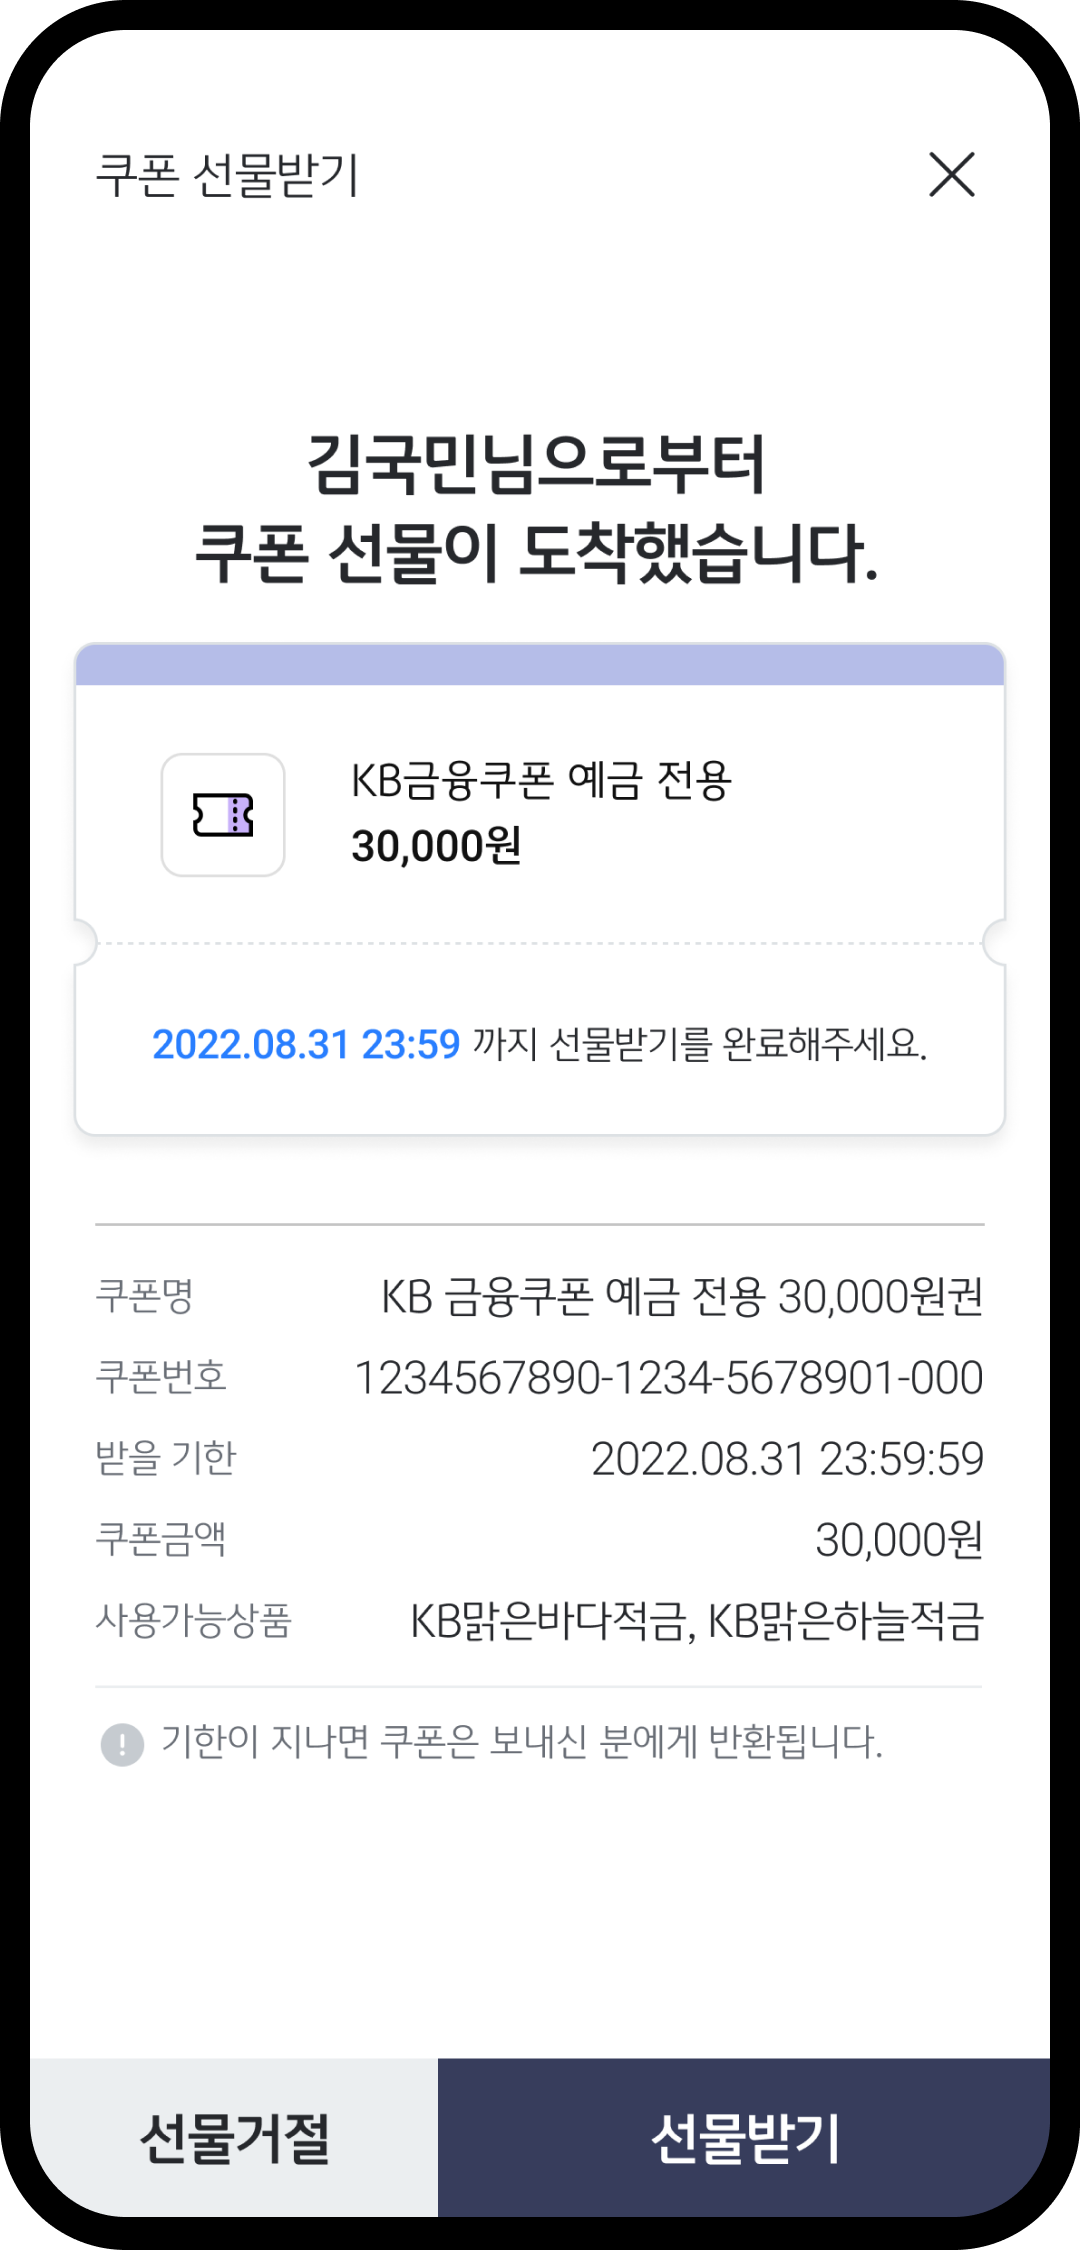 쿠폰 선물받기
김국민님으로부터
쿠폰 선물이 도착했습니다.
KB금융쿠폰 예금 전용
30,000원
2022.08.31 23:59 까지 선물받기를 완료해주세요.
쿠폰명 KB 금융쿠폰 예금 전용 30,000원권
쿠폰번호 1234567890-1234-5678901-000
받을 기한 2022.08.31 23:59:59
쿠폰금액 30,000원
사용가능상품 KB맑은바다적금, KB맑은하늘적금
기한이 지나면 쿠폰은 보내신 분에게 반환됩니다.
선물거절 선물받기